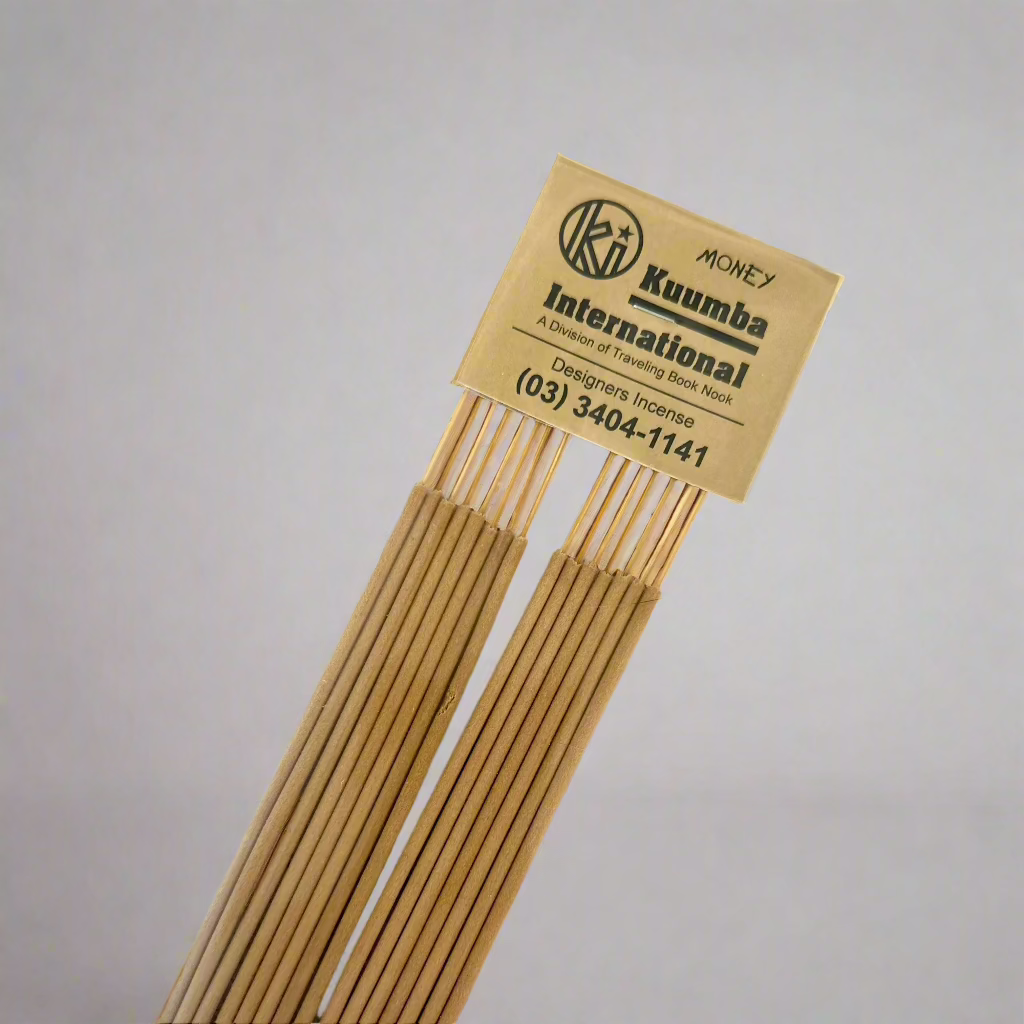 Ki
MONEY
Kuumba
International
A Division of Traveling Book Nook
Designers Incense
(03) 3404-1141